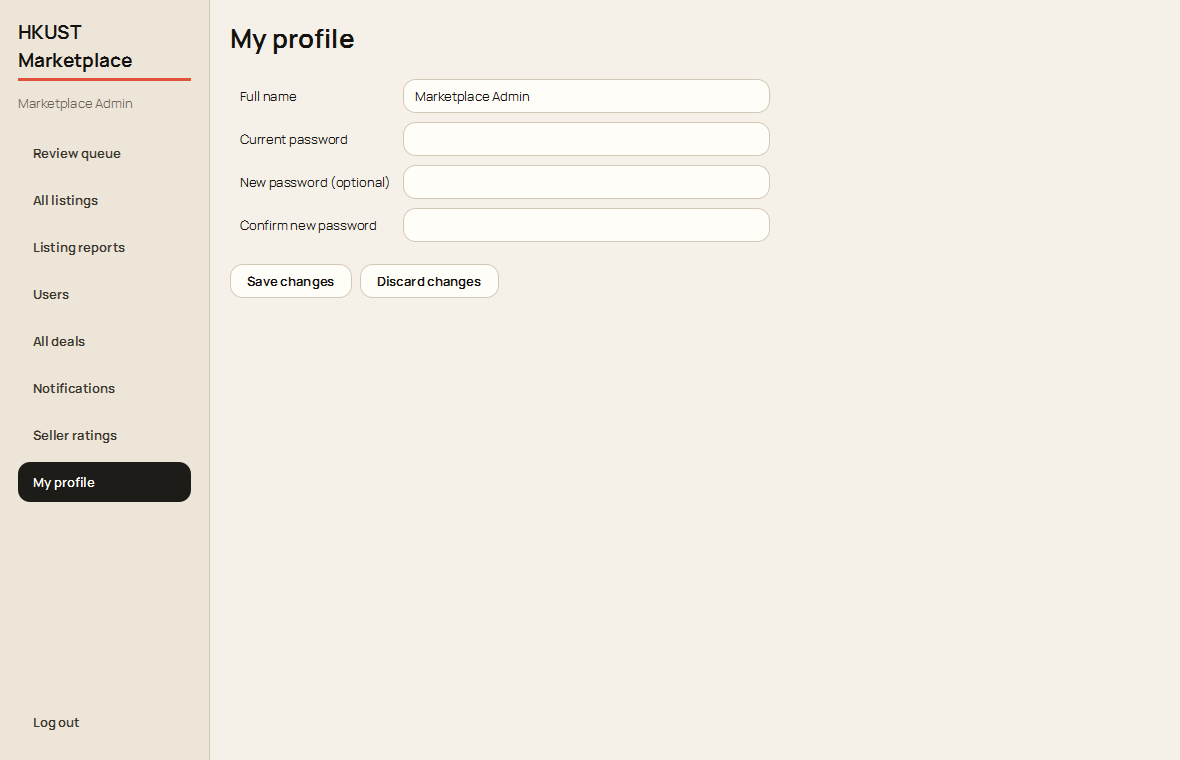 HKUST
Marketplace
Marketplace Admin
Review queue
All listings
Listing reports
Users
All deals
Notifications
Seller ratings
My profile
Log out
My profile
Full name
Marketplace Admin
Current password
New password (optional)
Confirm new password
Save changes
Discard changes